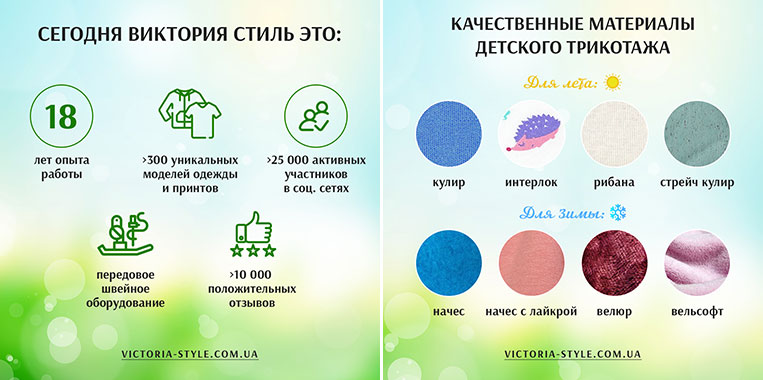 СЕГОДНЯ ВИКТОРИЯ СТИЛЬ ЭТО:
18
лет опыта
работы
>300 уникальных
моделей одежды
и принтов
>25 000 активных
участников
в соц. сетях
передовое
швейное
оборудование
>10 000
положительных
отзывов
VICTORIA-STYLE.COM.UA
КАЧЕСТВЕННЫЕ МАТЕРИАЛЫ
ДЕТСКОГО ТРИКОТАЖА
Для лета:
кулир
интерлок
рибана
стрейч кулир
Для зимы:
начес
начес с лайкрой
велюр
вельсофт
VICTORIA-STYLE.COM.UA